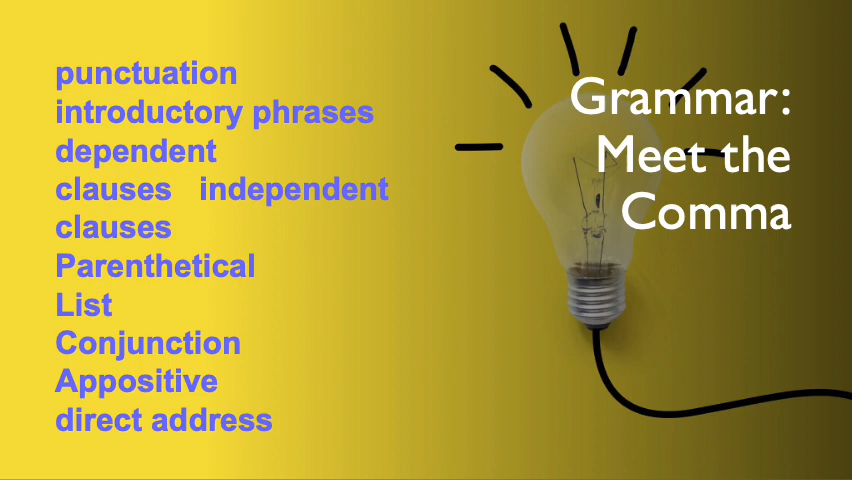 punctuation
introductory phrases
dependent
clauses independent
clauses
Parenthetical
List
Conjunction
Appositive
direct address
Grammar:
Meet the
Comma